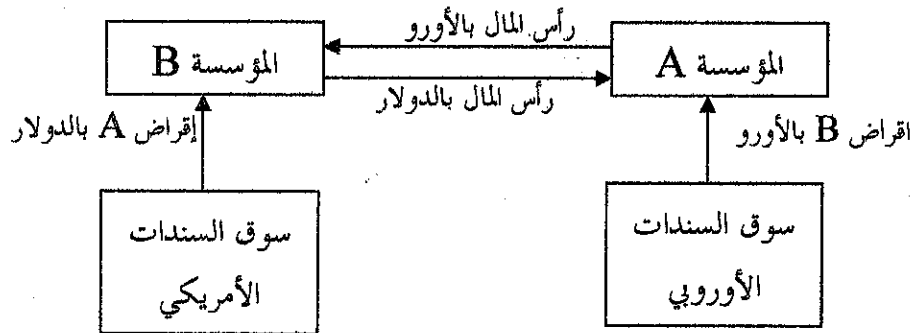 رأس المال بالأورو
المؤسسة A
المؤسسة B
رأس المال بالدولار
اقراض B بالأورو
إقراض A بالدولار
سوق السندات
الأوروبي
سوق السندات
الأمريكي